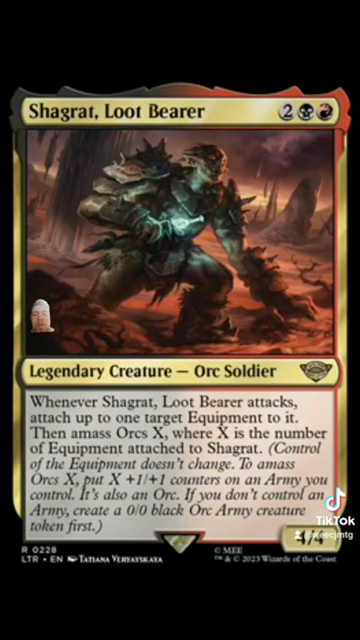 Shagrat, Loot Bearer 2
Legendary Creature — Orc Soldier
Whenever Shagrat, Loot Bearer attacks,
attach up to one target Equipment to it.
Then amass Orcs X, where X is the number
of Equipment attached to Shagrat. (Control
of the Equipment doesn't change. To amass
Orcs X, put X +1/+1 counters on an Army you
control. It's also an Orc. If you don't control an
Army, create a 0/0 black Orc Army creature
token first.)
4/4
TikTok
@weecjmtg
R 0228
LTR • EN Tatiana Veryayskaya
© MEE
™ & © 2023 Wizards of the Coast